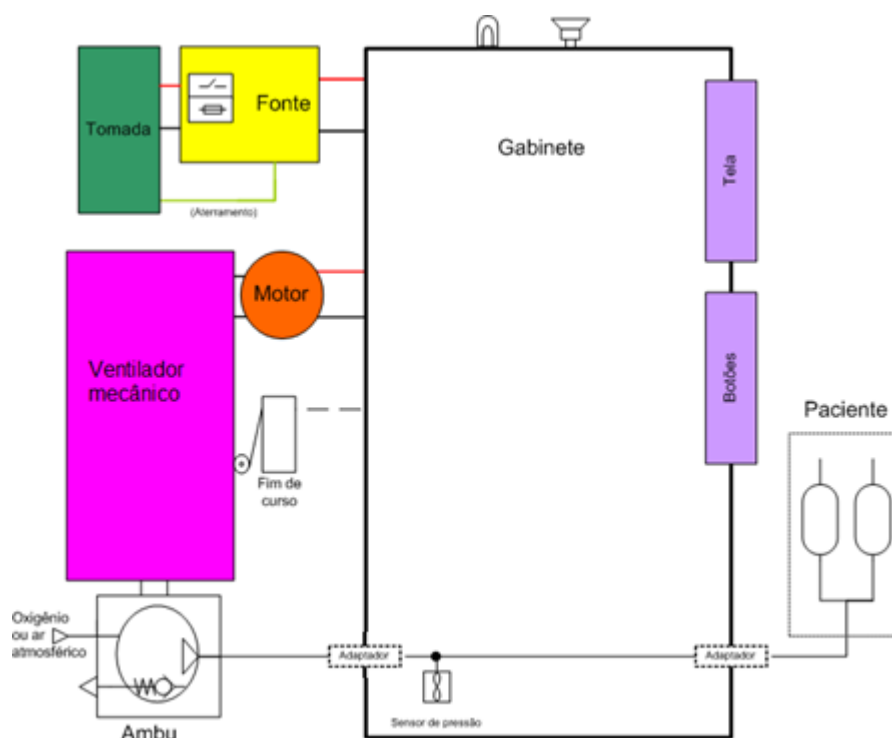 Tomada
Fonte
(Aterramento)
Gabinete
Tela
Motor
Ventilador
mecânico
Botões
Fim de
curso
Paciente
Oxigênio
ou ar
atmosférico
Adaptador
Adaptador
Sensor de pressão
Ambu